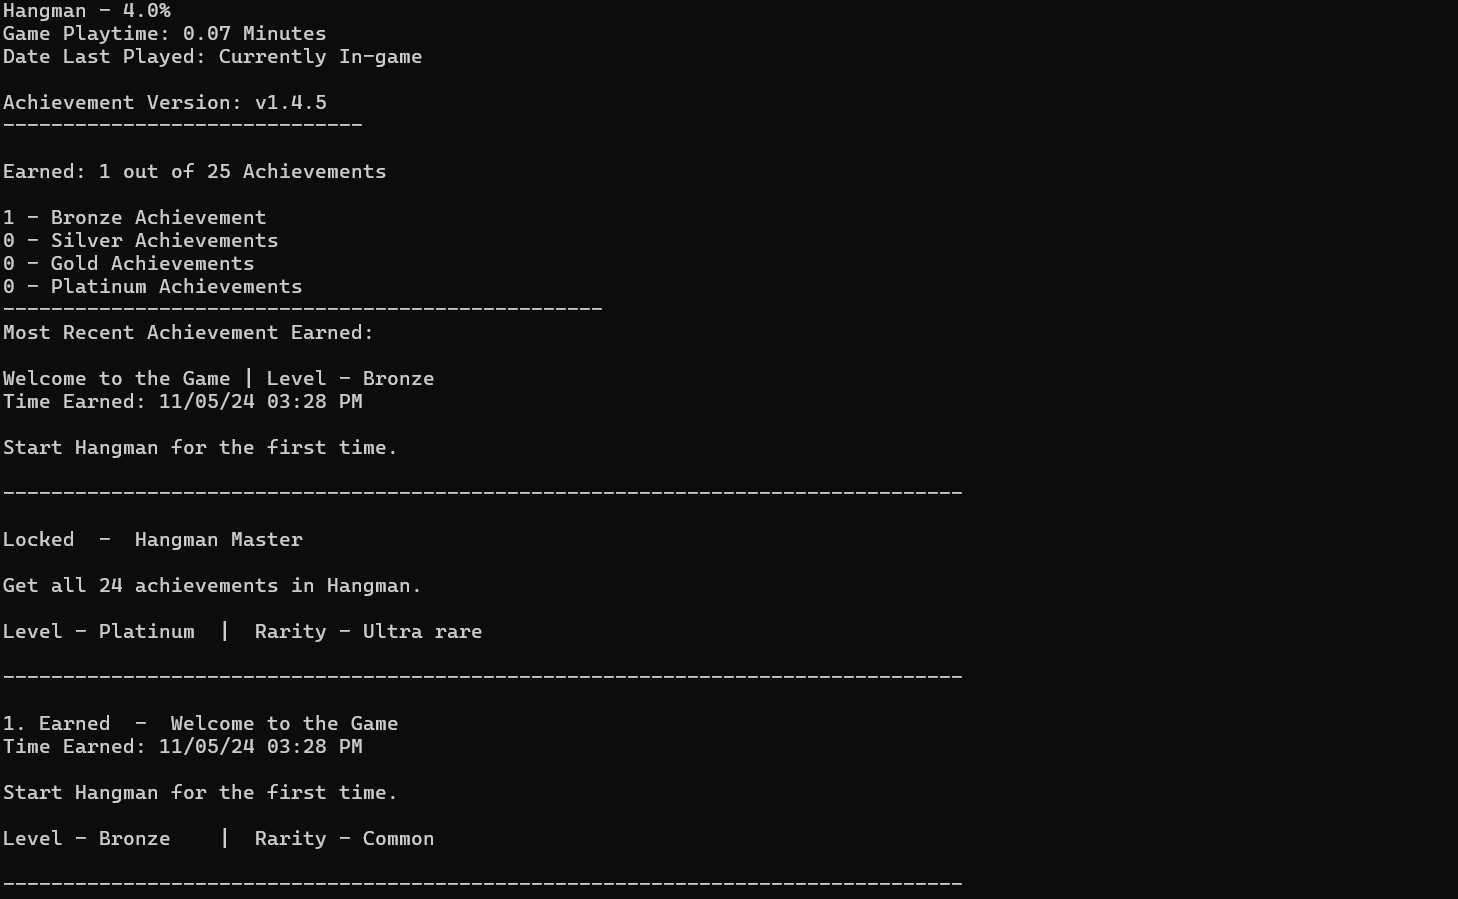 Hangman - 4.0%
Game Playtime: 0.07 Minutes
Date Last Played: Currently In-game
Achievement Version: v1.4.5
------------------------------
Earned: 1 out of 25 Achievements
1 - Bronze Achievement
0 - Silver Achievements
0 - Gold Achievements
0 - Platinum Achievements
--------------------------------------------------
Most Recent Achievement Earned:
Welcome to the Game | Level - Bronze
Time Earned: 11/05/24 03:28 PM
Start Hangman for the first time.
--------------------------------------------------------------------------------
Locked  -  Hangman Master
Get all 24 achievements in Hangman.
Level - Platinum  |  Rarity - Ultra rare
--------------------------------------------------------------------------------
1. Earned  -  Welcome to the Game
Time Earned: 11/05/24 03:28 PM
Start Hangman for the first time.
Level - Bronze    |  Rarity - Common
--------------------------------------------------------------------------------